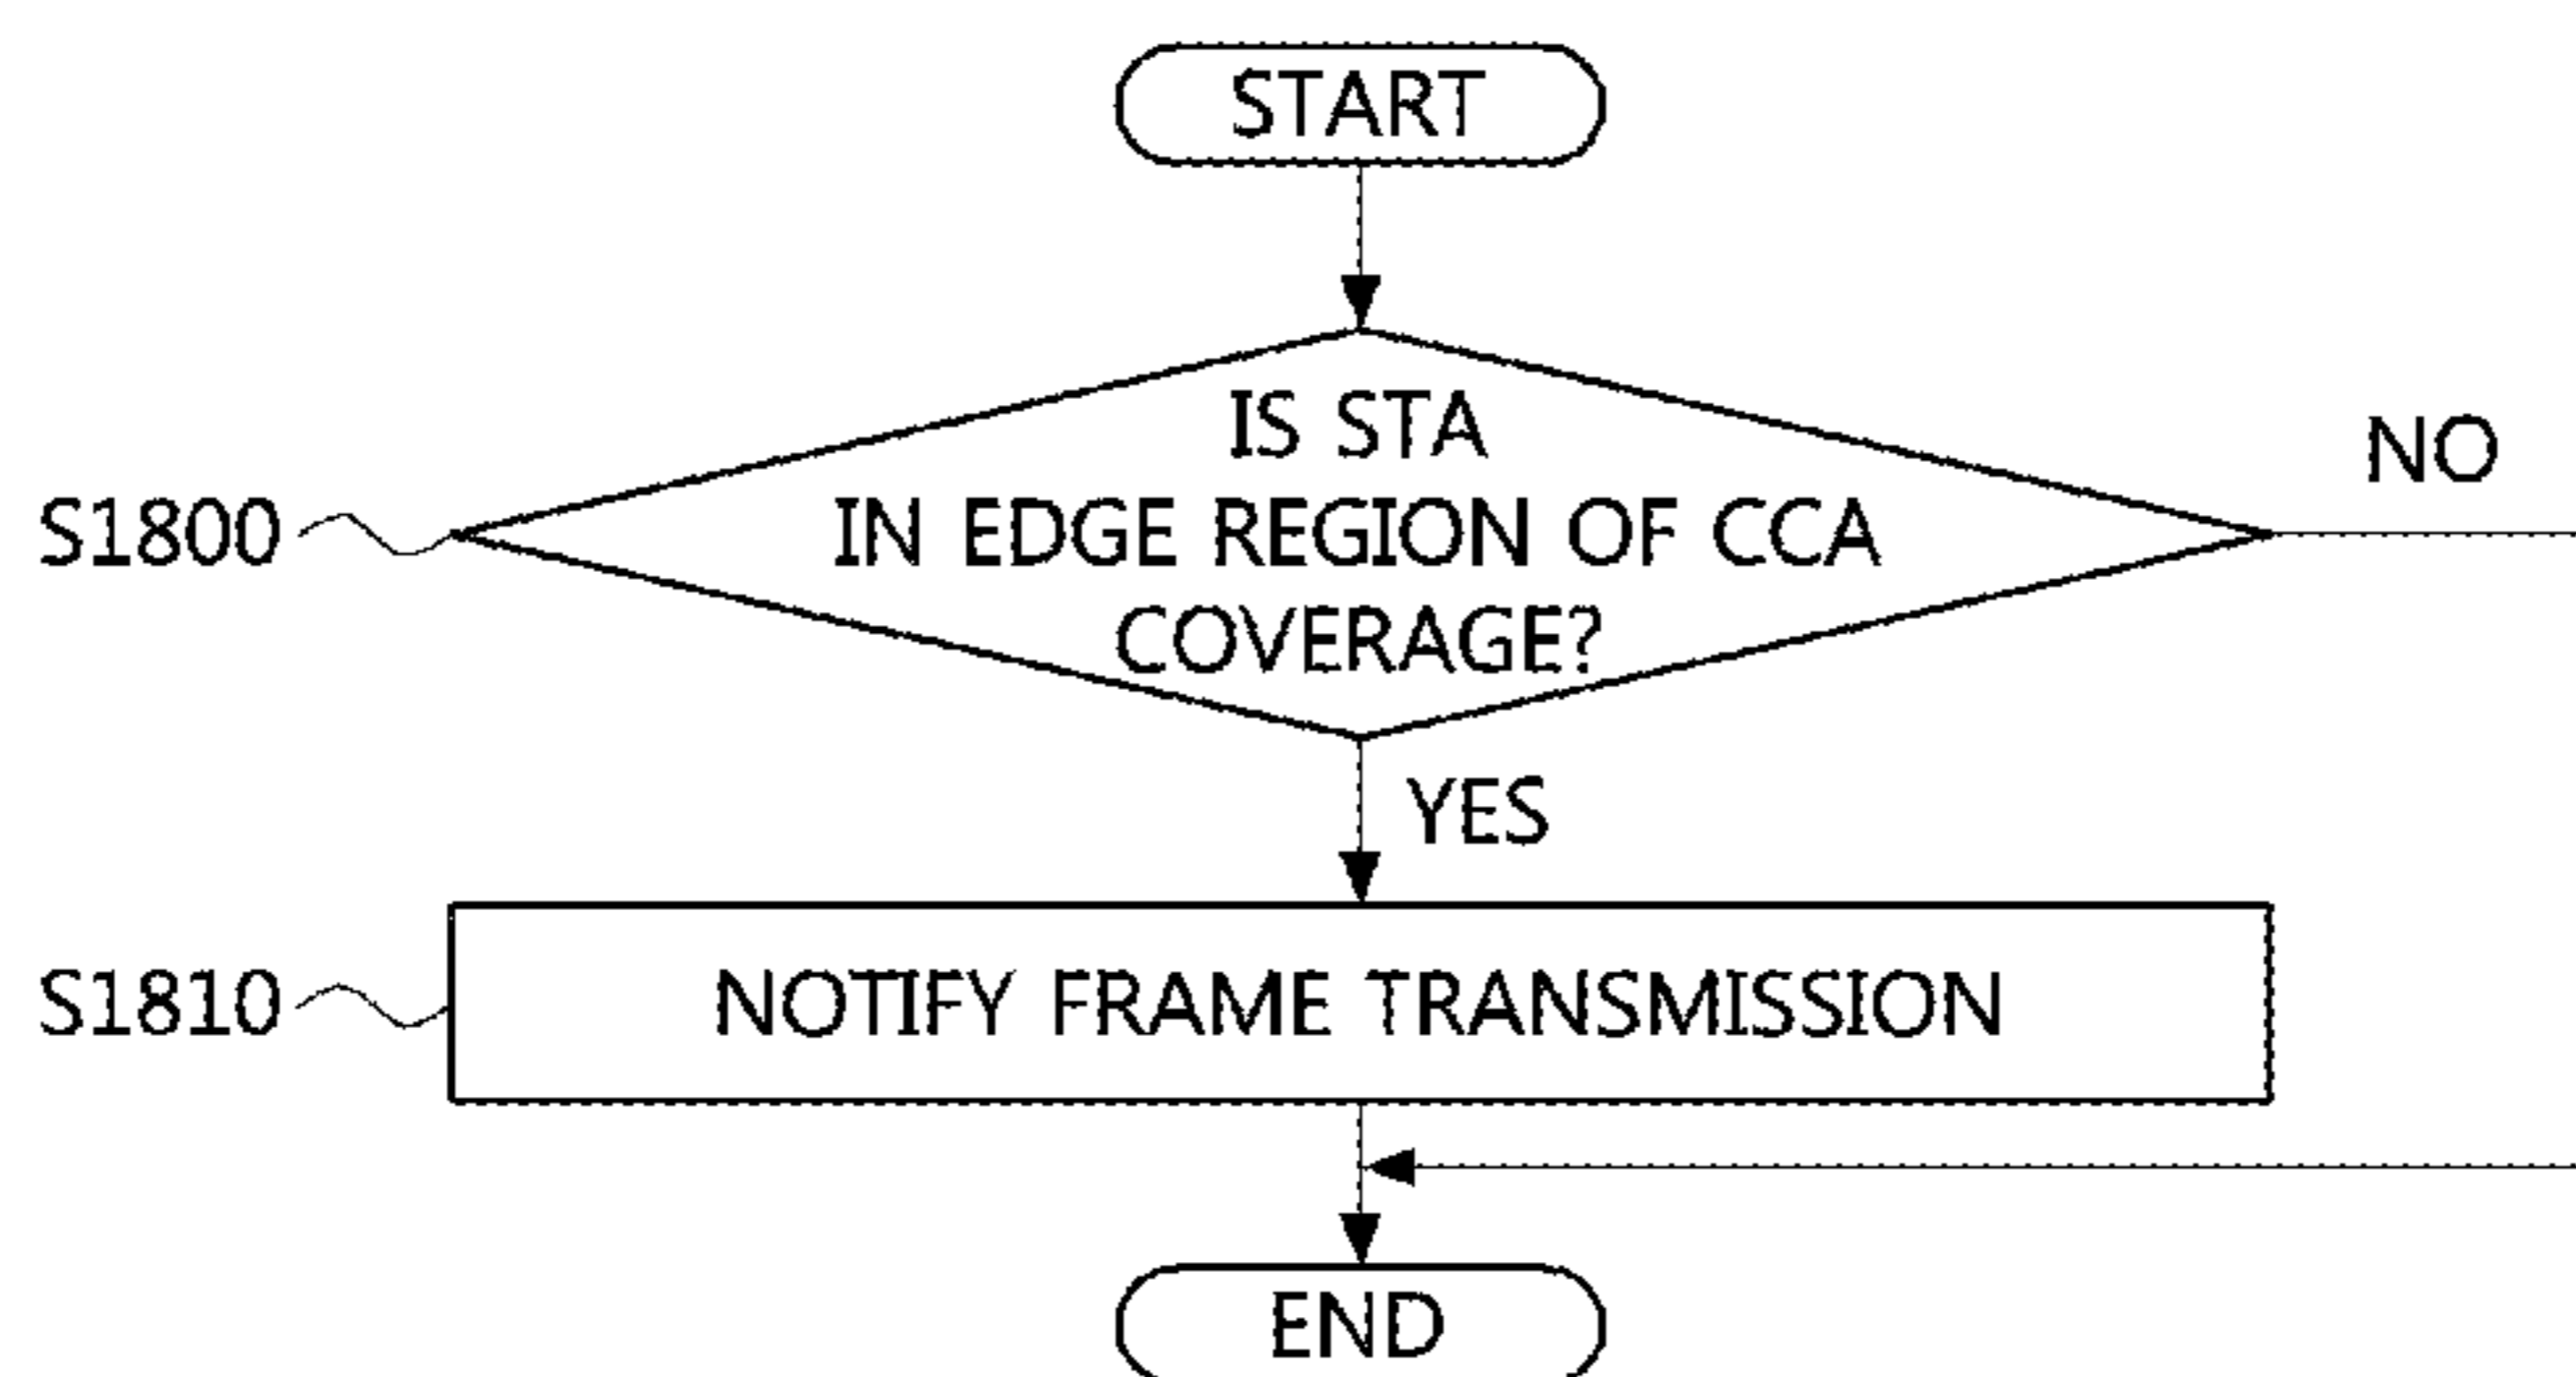 START
IS STA
IN EDGE REGION OF CCA
COVERAGE?
NO
S1800
YES
S1810
NOTIFY FRAME TRANSMISSION
END